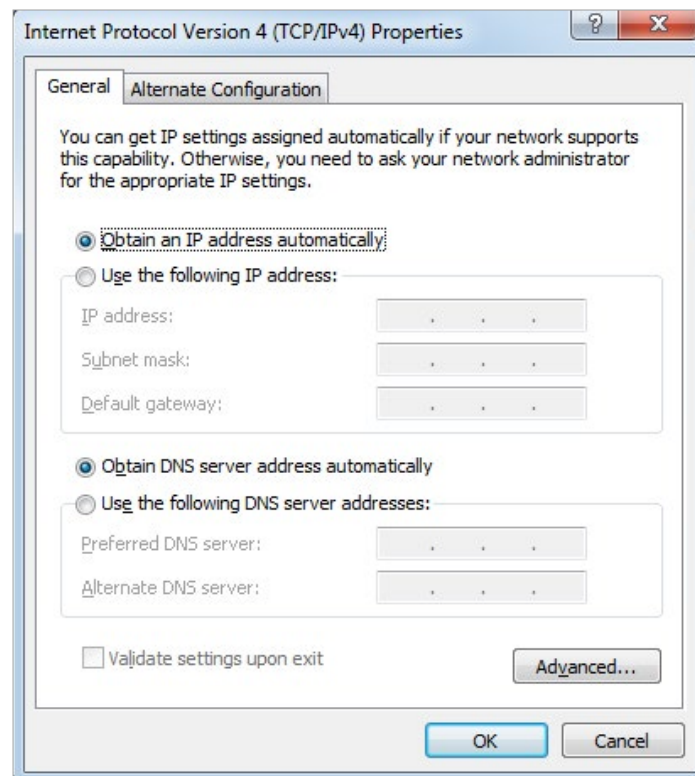 Internet Protocol Version 4 (TCP/IPv4) Properties
?
X
General
Alternate Configuration
You can get IP settings assigned automatically if your network supports
this capability. Otherwise, you need to ask your network administrator
for the appropriate IP settings.
Obtain an IP address automatically
Use the following IP address:
IP address:
. . .
Subnet mask:
. . .
Default gateway:
. . .
Obtain DNS server address automatically
Use the following DNS server addresses:
Preferred DNS server:
. . .
Alternate DNS server:
. . .
Validate settings upon exit
Advanced...
OK
Cancel